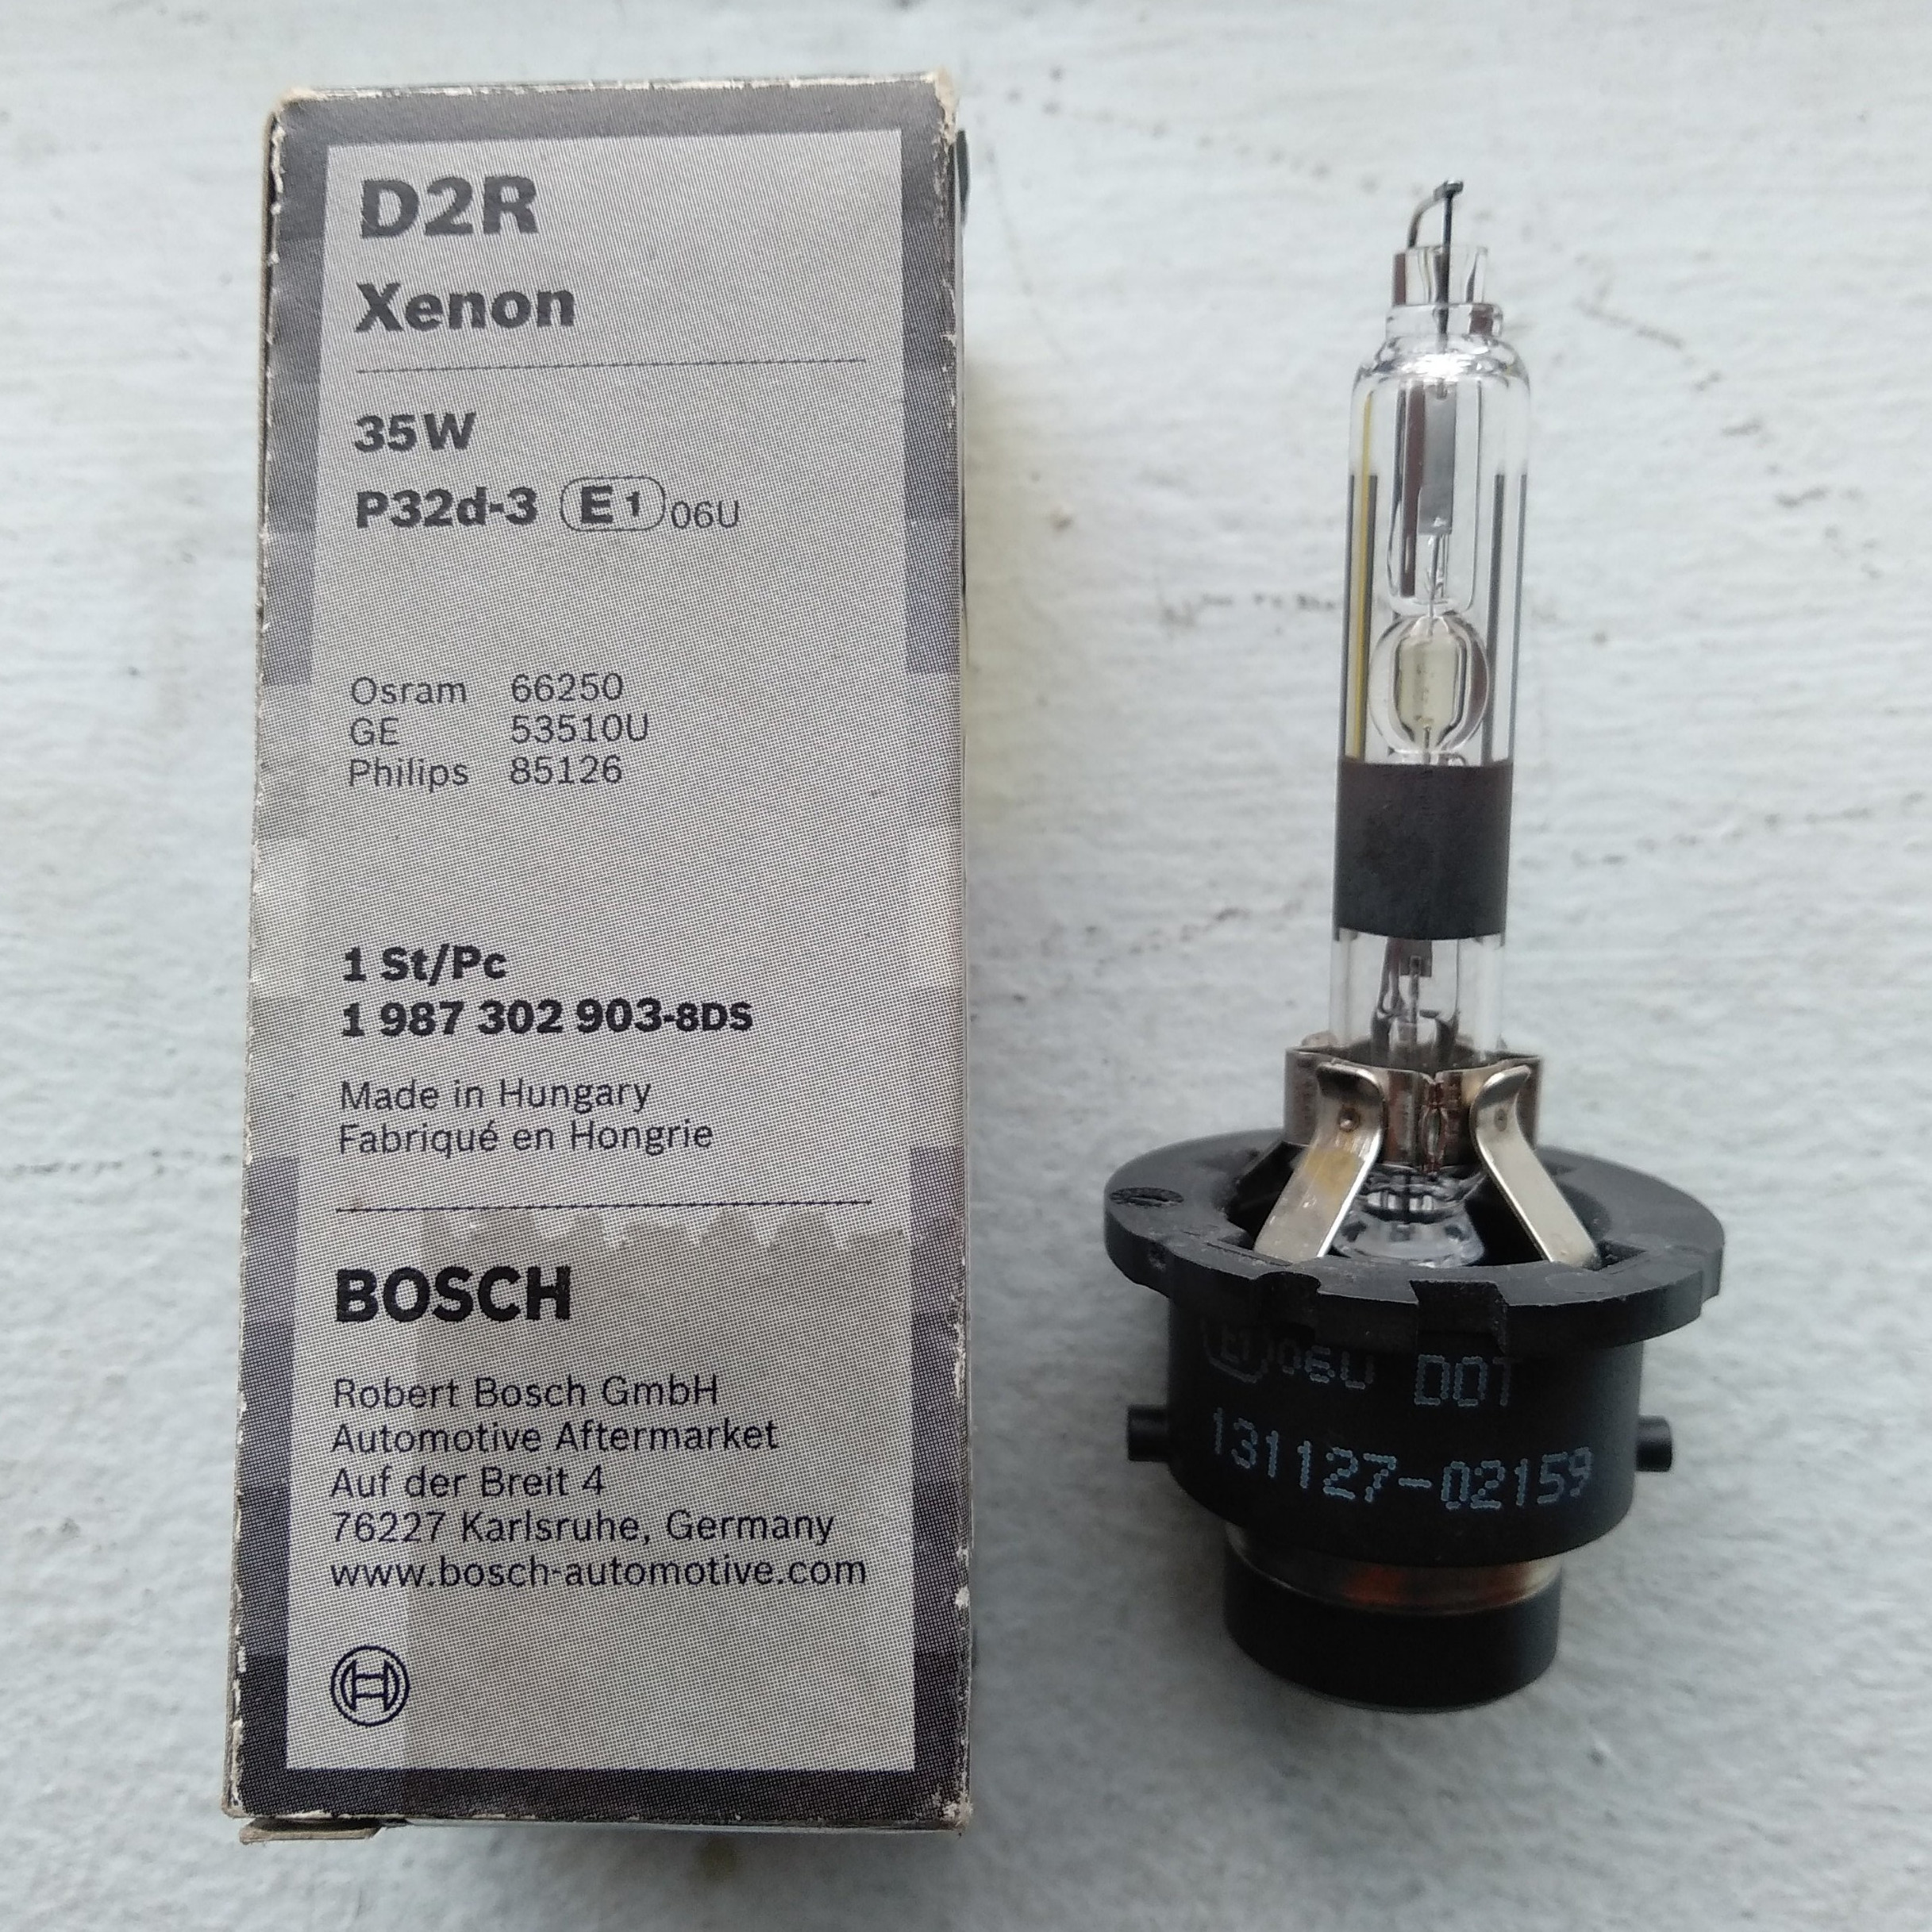 D2R
Xenon
35W
P32d-3 E1 06U
Osram 66250
GE 53510U
Philips 85126
1 St/Pc
1 987 302 903-8DS
Made in Hungary
Fabriqué en Hongrie
BOSCH
Robert Bosch GmbH
Automotive Aftermarket
Auf der Breit 4
76227 Karlsruhe, Germany
www.bosch-automotive.com
E1 06U DOT
131127-02159